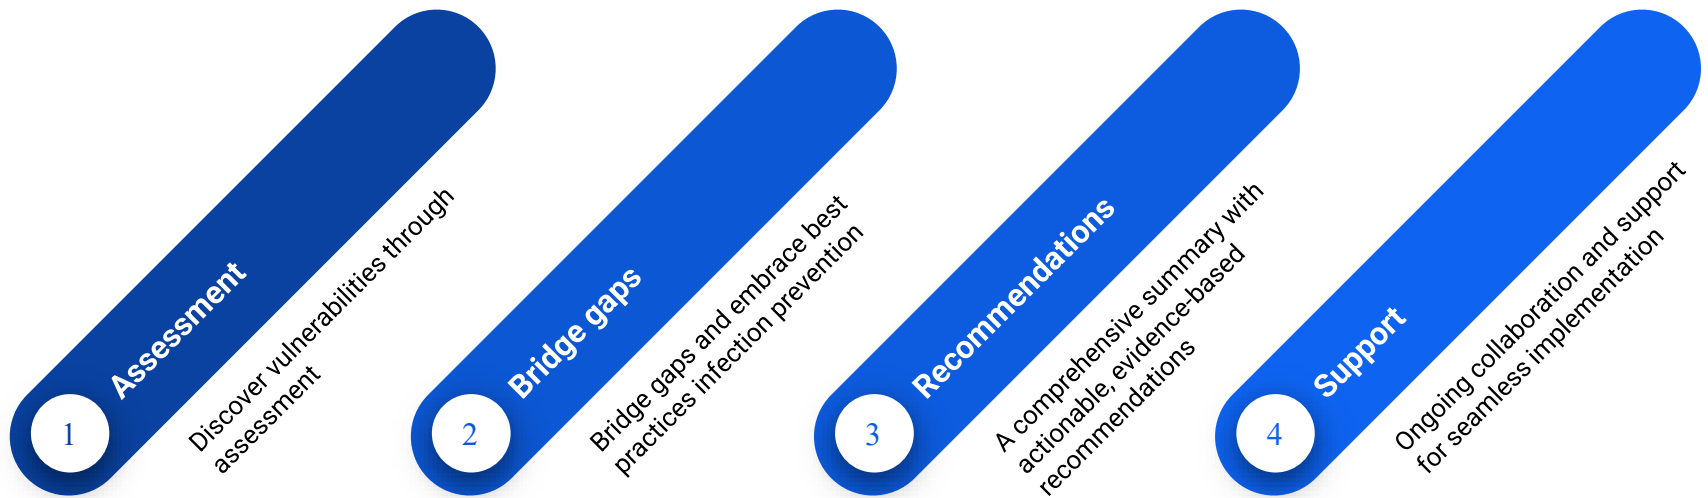 1
Assessment
Discover vulnerabilities through
assessment
2
Bridge gaps
Bridge gaps and embrace best
practices infection prevention
3
Recommendations
A comprehensive summary with
actionable, evidence-based
recommendations
4
Support
Ongoing collaboration and support
for seamless implementation